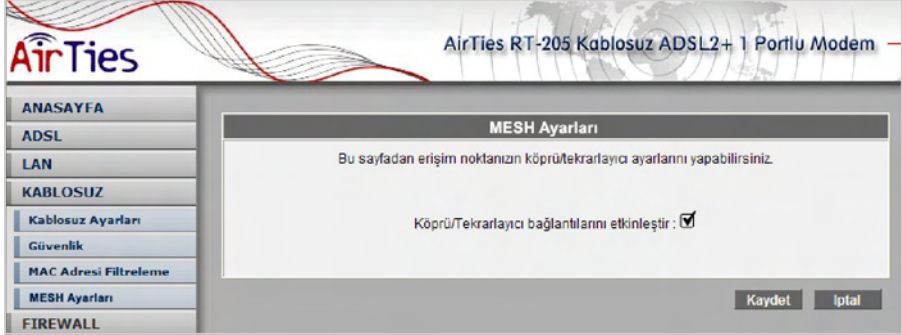 AirTies
AirTies RT-205 Kablosuz ADSL2+ 1 Portlu Modem
ANASAYFA
ADSL
LAN
KABLOSUZ
Kablosuz Ayarları
Güvenlik
MAC Adresi Filtreleme
MESH Ayarları
FIREWALL
MESH Ayarları
Bu sayfadan erişim noktanızın köprü/tekrarlayıcı ayarlarını yapabilirsiniz.
Köprü/Tekrarlayıcı bağlantılarını etkinleştir :
Kaydet Iptal